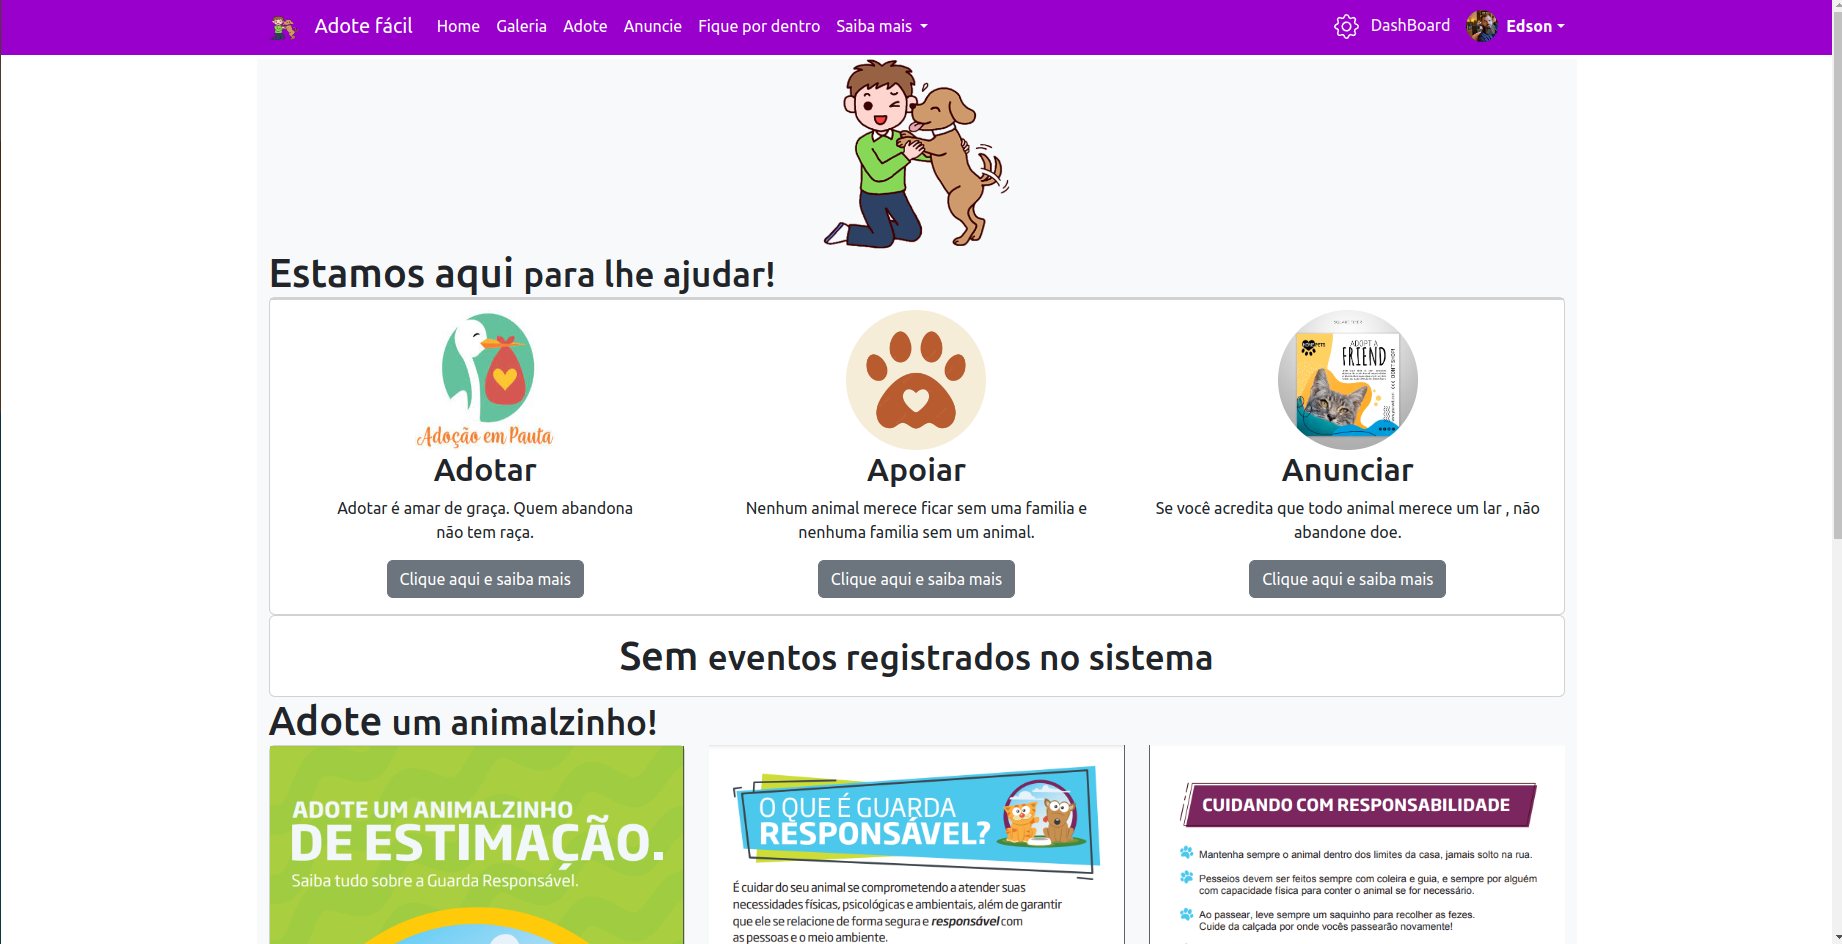 Adote fácil
Home
Galeria
Adote
Anuncie
Fique por dentro
Saiba mais
DashBoard
Edson
Estamos aqui para lhe ajudar!
Adoção em Pauta
Adotar
Adotar é amar de graça. Quem abandona
não tem raça.
Clique aqui e saiba mais
Apoiar
Nenhum animal merece ficar sem uma familia e
nenhuma familia sem um animal.
Clique aqui e saiba mais
ADOPT A
FRIEND
Anunciar
Se você acredita que todo animal merece um lar , não
abandone doe.
Clique aqui e saiba mais
Sem eventos registrados no sistema
Adote um animalzinho!
ADOTE UM ANIMALZINHO
DE ESTIMAÇÃO.
Saiba tudo sobre a Guarda Responsável.
O QUE É GUARDA
RESPONSÁVEL?
É cuidar do seu animal se comprometendo a atender suas
necessidades físicas, psicológicas e ambientais, além de garantir
que ele se relacione de forma segura e responsável com
as pessoas e o meio ambiente.
CUIDANDO COM RESPONSABILIDADE
Mantenha sempre o animal dentro dos limites da casa, jamais solto na rua.
Pesseios devem ser feitos sempre com coleira e guia, e sempre por alguém
com capacidade física para conter o animal se for necessário.
Ao passear, leve sempre um saquinho para recolher as fezes.
Cuide da calçada por onde vocês passearão novamente!